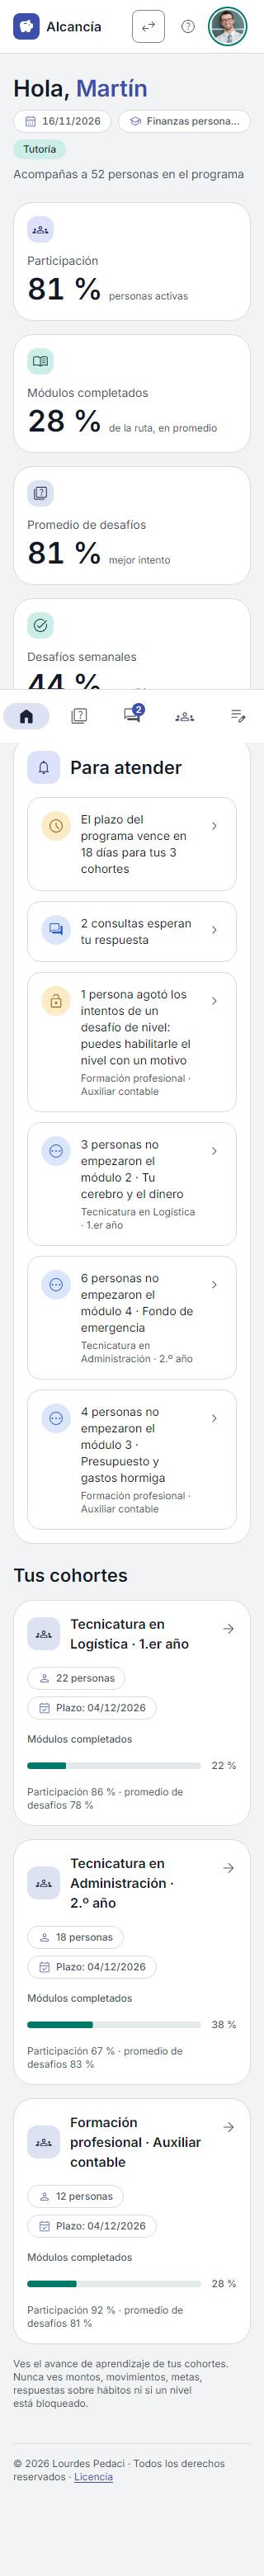 Alcancía
Hola, Martín
16/11/2026
Finanzas persona...
Tutoría
Acompañas a 52 personas en el programa
Participación
81 % personas activas
Módulos completados
28 % de la ruta, en promedio
Promedio de desafíos
81 % mejor intento
Desafíos semanales
44 %
2
Para atender
El plazo del
programa vence en
18 días para tus 3
cohortes
2 consultas esperan
tu respuesta
1 persona agotó los
intentos de un
desafío de nivel:
puedes habilitarle el
nivel con un motivo
Formación profesional ·
Auxiliar contable
3 personas no
empezaron el
módulo 2 · Tu
cerebro y el dinero
Tecnicatura en Logística
· 1.er año
6 personas no
empezaron el
módulo 4 · Fondo de
emergencia
Tecnicatura en
Administración · 2.º año
4 personas no
empezaron el
módulo 3 ·
Presupuesto y
gastos hormiga
Formación profesional ·
Auxiliar contable
Tus cohortes
Tecnicatura en
Logística · 1.er año
22 personas
Plazo: 04/12/2026
Módulos completados
22 %
Participación 86 % · promedio de
desafíos 78 %
Tecnicatura en
Administración ·
2.º año
18 personas
Plazo: 04/12/2026
Módulos completados
38 %
Participación 67 % · promedio de
desafíos 83 %
Formación
profesional · Auxiliar
contable
12 personas
Plazo: 04/12/2026
Módulos completados
28 %
Participación 92 % · promedio de
desafíos 81 %
Ves el avance de aprendizaje de tus cohortes.
Nunca ves montos, movimientos, metas,
respuestas sobre hábitos ni si un nivel
está bloqueado.
© 2026 Lourdes Pedaci · Todos los derechos
reservados · Licencia